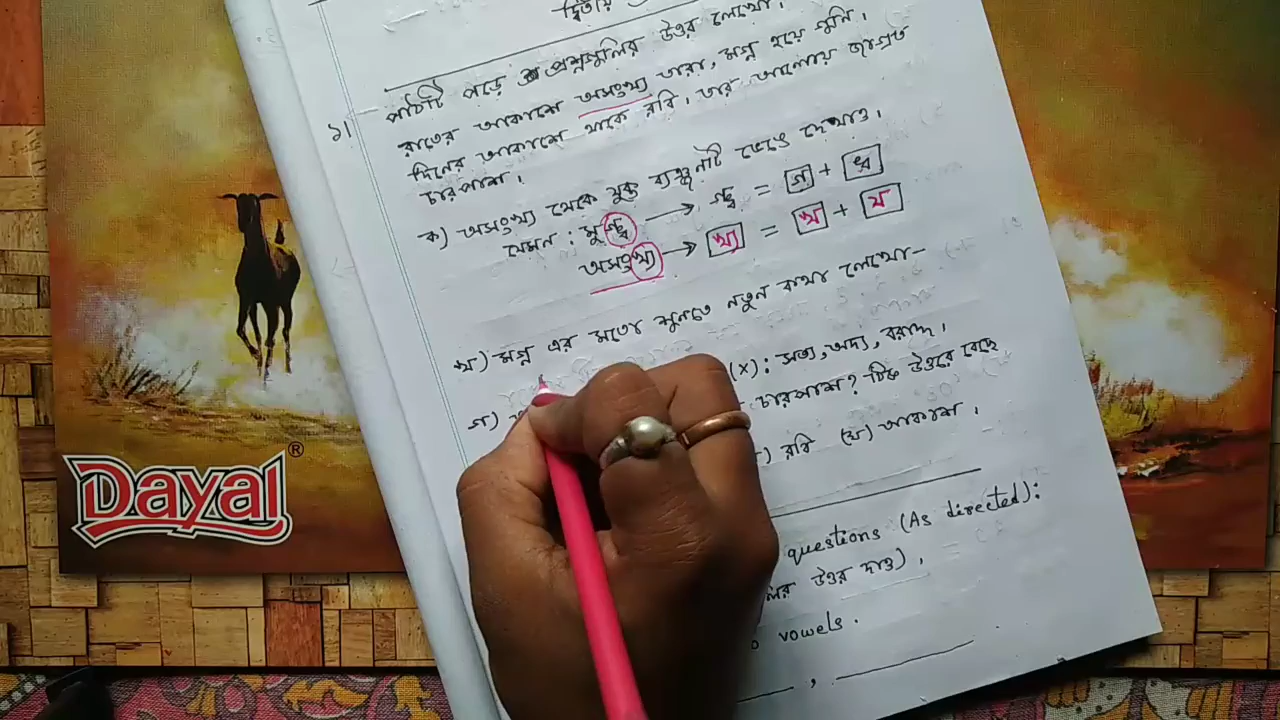 দ্বিতীয়
পাঠটি পড়ে প্রশ্নগুলির উত্তর লেখো।
১। রাতের আকাশে অসংখ্য তারা, মগ্ন হয়ে গুনি।
দিনের আকাশে থাকে রবি। তার আলোয় জাগ্রত
চারপাশ।
ক) অসংখ্য থেকে যুক্ত ব্যঞ্জনটি ভেঙে দেখাও।
যেমন : মুগ্ধ → গ্ধ = গ + ধ
অসংখ্য → খ্য = খ + য
খ) মগ্ন এর মতো শুনতে নতুন কথা লেখো–
(x): সত্য, অদ্য, বরাদ্দ।
গ) চারপাশ? ঠিক উত্তর বেছে
) রবি (ঘ) আকাশ।
questions (As directed):
উত্তর দাও),
vowels.
Dayal ®